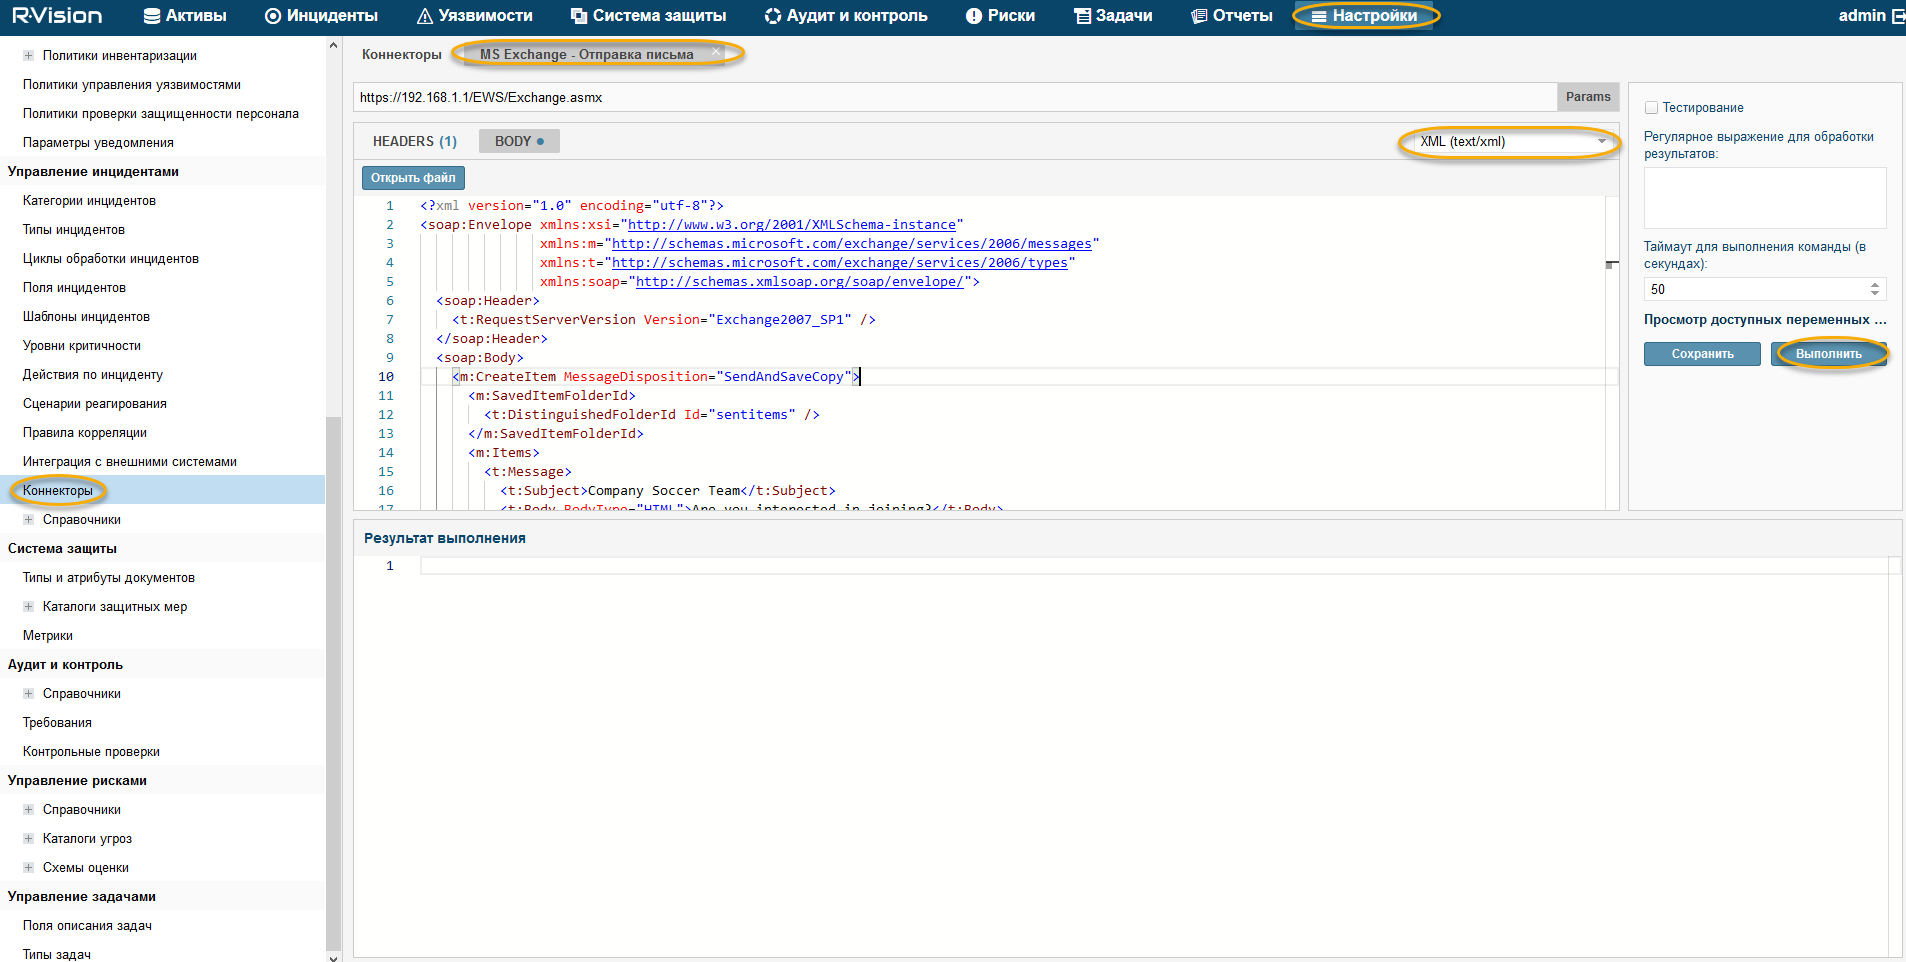 R·Vision
Активы
Инциденты
Уязвимости
Система защиты
Аудит и контроль
Риски
Задачи
Отчеты
Настройки
admin
Политики инвентаризации
Политики управления уязвимостями
Политики проверки защищенности персонала
Параметры уведомления
Управление инцидентами
Категории инцидентов
Типы инцидентов
Циклы обработки инцидентов
Поля инцидентов
Шаблоны инцидентов
Уровни критичности
Действия по инциденту
Сценарии реагирования
Правила корреляции
Интеграция с внешними системами
Коннекторы
Справочники
Система защиты
Типы и атрибуты документов
Каталоги защитных мер
Метрики
Аудит и контроль
Справочники
Требования
Контрольные проверки
Управление рисками
Справочники
Каталоги угроз
Схемы оценки
Управление задачами
Поля описания задач
Типы задач
Коннекторы
MS Exchange - Отправка письма
https://192.168.1.1/EWS/Exchange.asmx
Params
HEADERS (1)
BODY
XML (text/xml)
Открыть файл
1 <?xml version="1.0" encoding="utf-8"?>
2 <soap:Envelope xmlns:xsi="http://www.w3.org/2001/XMLSchema-instance"
3 xmlns:m="http://schemas.microsoft.com/exchange/services/2006/messages"
4 xmlns:t="http://schemas.microsoft.com/exchange/services/2006/types"
5 xmlns:soap="http://schemas.xmlsoap.org/soap/envelope/">
6 <soap:Header>
7 <t:RequestServerVersion Version="Exchange2007_SP1" />
8 </soap:Header>
9 <soap:Body>
10 <m:CreateItem MessageDisposition="SendAndSaveCopy">
11 <m:SavedItemFolderId>
12 <t:DistinguishedFolderId Id="sentitems" />
13 </m:SavedItemFolderId>
14 <m:Items>
15 <t:Message>
16 <t:Subject>Company Soccer Team</t:Subject>
17 <t:Body BodyType="HTML">Are you interested in joining?</t:Body>
Тестирование
Регулярное выражение для обработки
результатов:
Таймаут для выполнения команды (в
секундах):
50
Просмотр доступных переменных ...
Сохранить
Выполнить
Результат выполнения
1